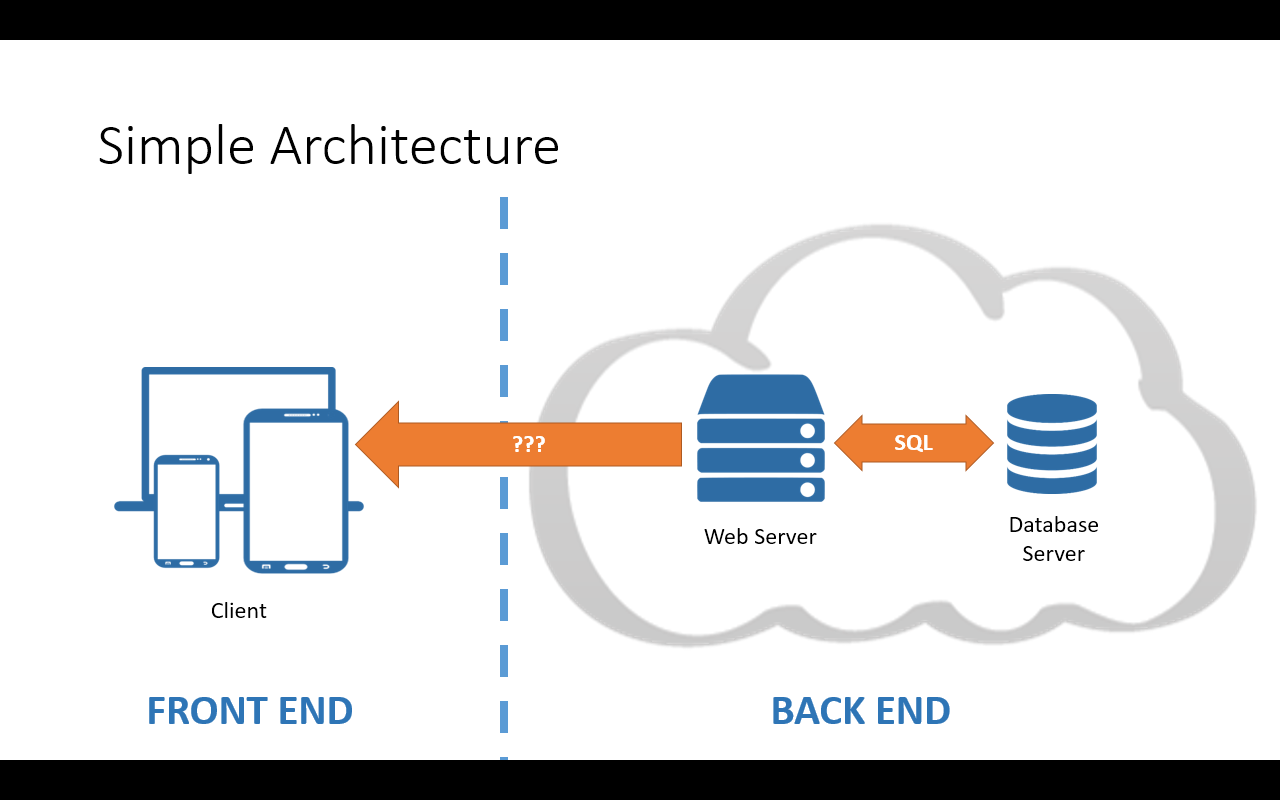 Simple Architecture
???
SQL
Web Server
Database
Server
Client
FRONT END
BACK END